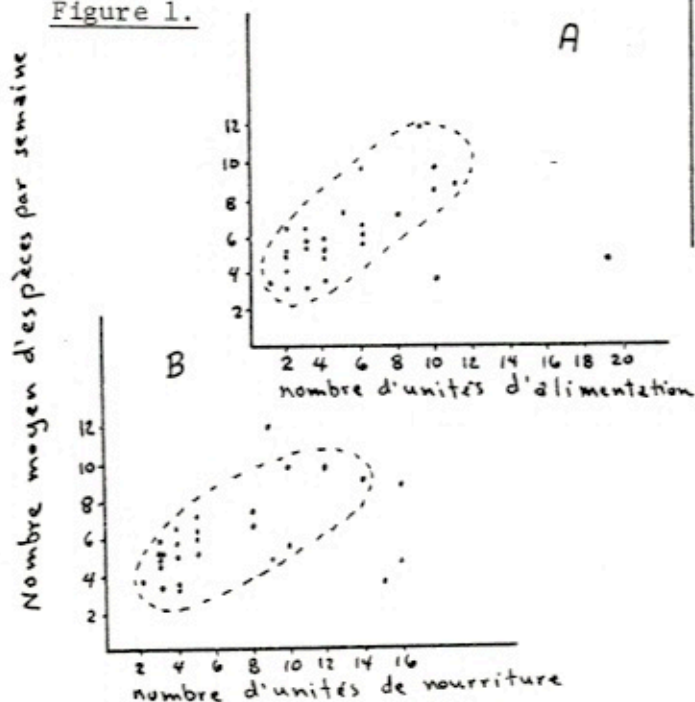 Figure 1.
Nombre moyen d'espèces par semaine
A
12
10
8
6
4
2
2 4 6 8 10 12 14 16 18 20
nombre d'unités d'alimentation
B
12
10
8
6
4
2
2 4 6 8 10 12 14 16
nombre d'unités de nourriture